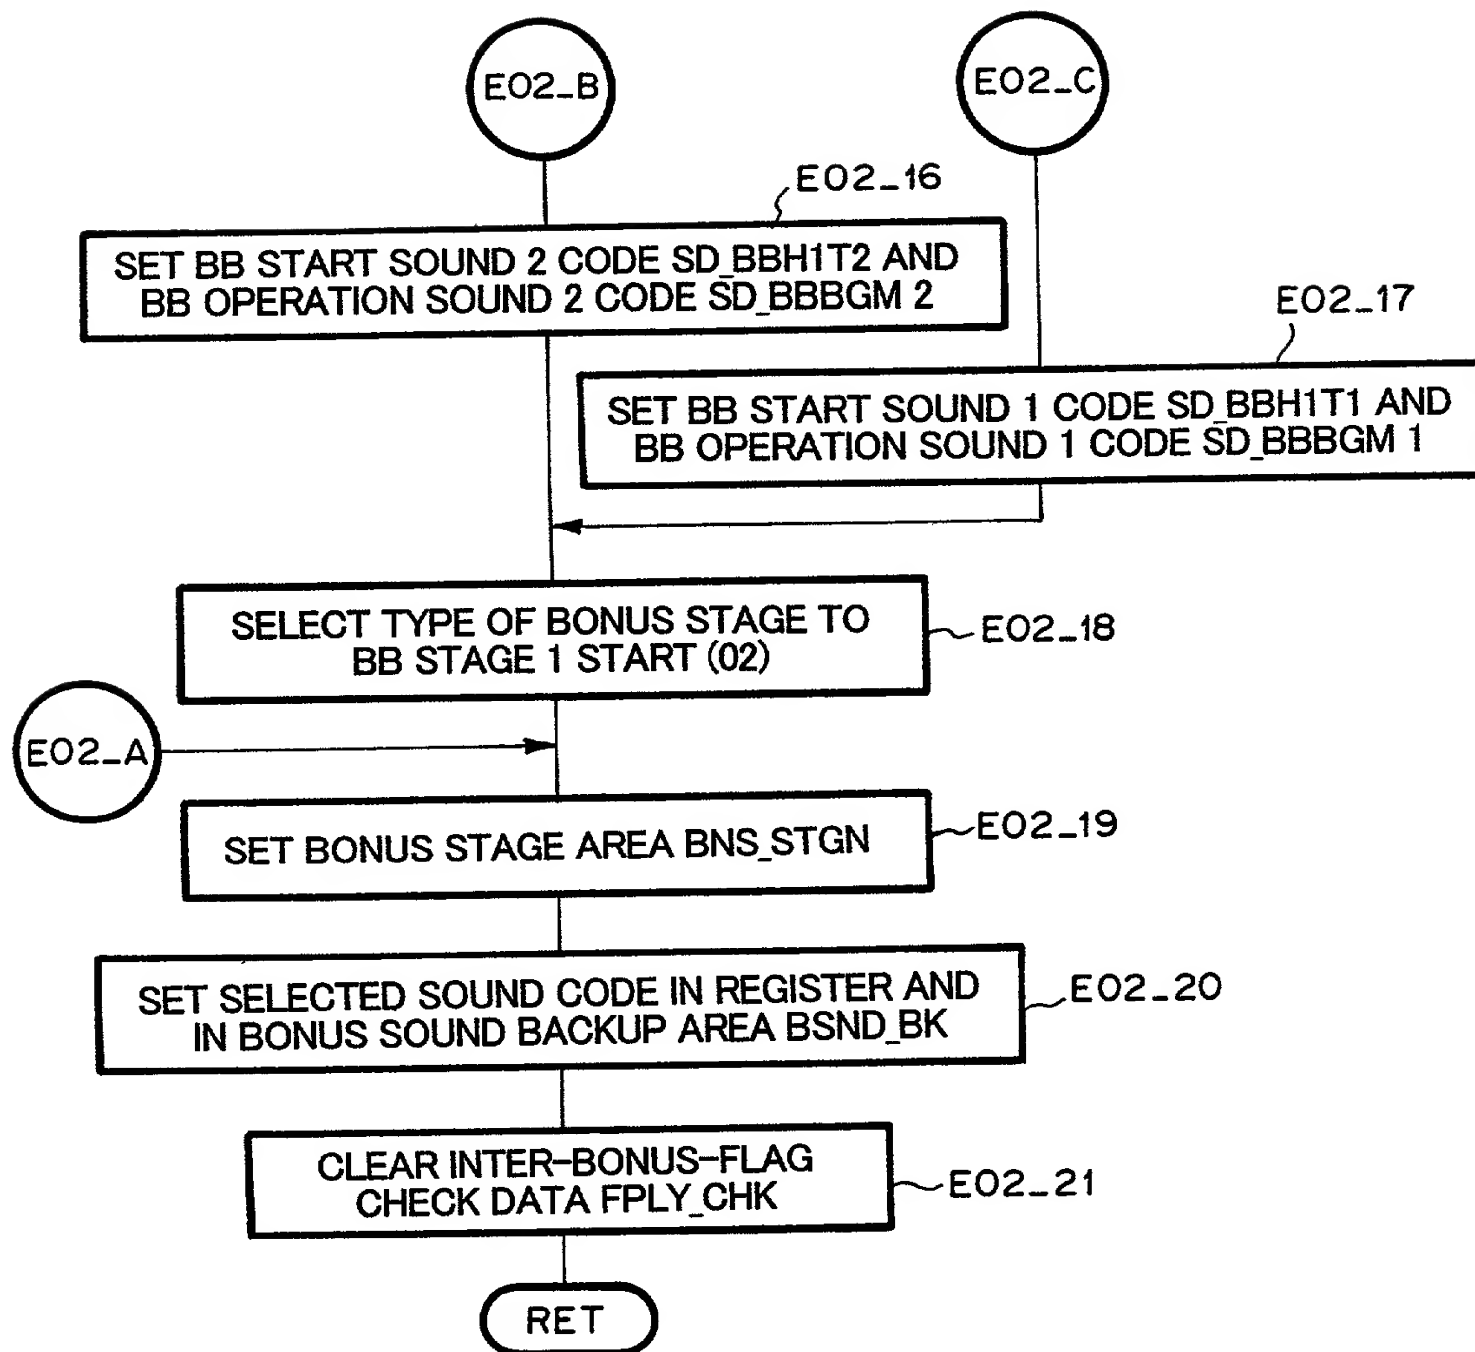 E02_B
E02_C
E02_16
SET BB START SOUND 2 CODE SD_BBH1T2 AND
BB OPERATION SOUND 2 CODE SD_BBBGM 2
E02_17
SET BB START SOUND 1 CODE SD_BBH1T1 AND
BB OPERATION SOUND 1 CODE SD_BBBGM 1
SELECT TYPE OF BONUS STAGE TO
BB STAGE 1 START (02)
E02_18
E02_A
SET BONUS STAGE AREA BNS_STGN
E02_19
SET SELECTED SOUND CODE IN REGISTER AND
IN BONUS SOUND BACKUP AREA BSND_BK
E02_20
CLEAR INTER-BONUS-FLAG
CHECK DATA FPLY_CHK
E02_21
RET